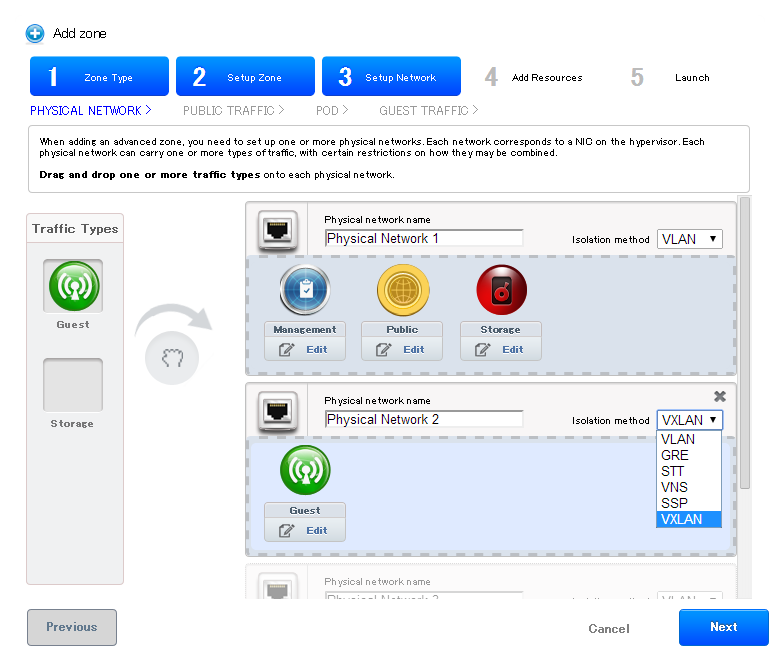 Add zone
1 Zone Type 2 Setup Zone 3 Setup Network 4 Add Resources 5 Launch
PHYSICAL NETWORK > PUBLIC TRAFFIC > POD > GUEST TRAFFIC >
When adding an advanced zone, you need to set up one or more physical networks. Each network corresponds to a NIC on the hypervisor. Each
physical network can carry one or more types of traffic, with certain restrictions on how they may be combined.
Drag and drop one or more traffic types onto each physical network.
Traffic Types
Guest
Storage
Physical network name
Physical Network 1
Isolation method VLAN
Management Public Storage
Edit Edit Edit
Physical network name
Physical Network 2
Isolation method VXLAN
VLAN
GRE
STT
VNS
SSP
VXLAN
Guest
Edit
Physical network name
Physical Network 3
Isolation method VLAN
Previous Cancel Next